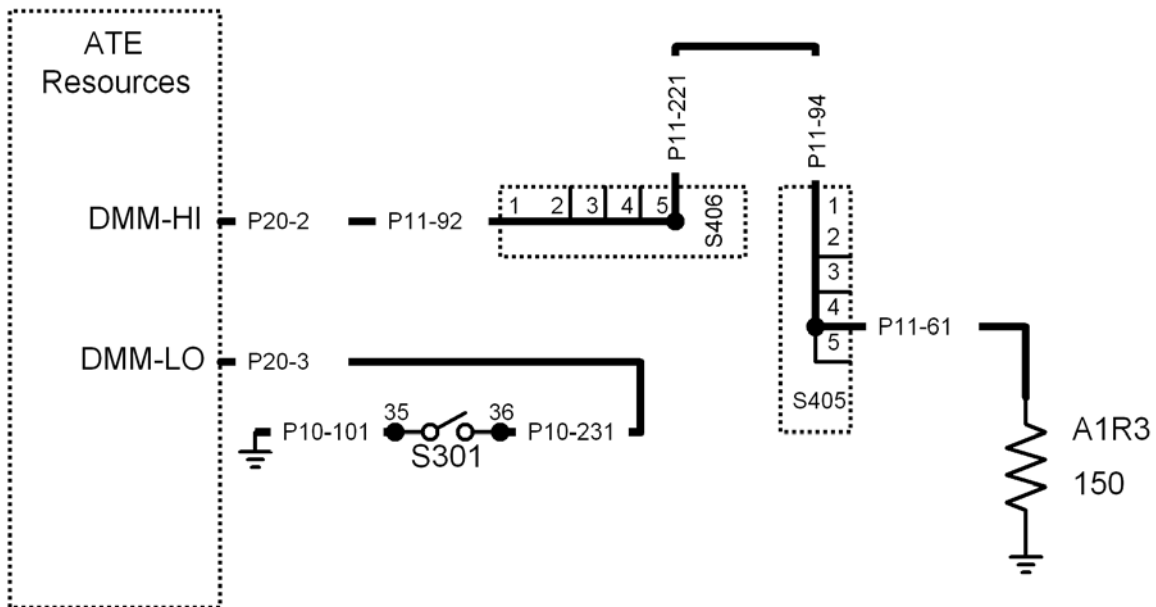 ATE
Resources
DMM-HI
P20-2
P11-92
1 2 3 4 5
S406
P11-221
P11-94
1
2
3
4
5
S405
P11-61
DMM-LO
P20-3
P10-101
35
36
S301
P10-231
A1R3
150